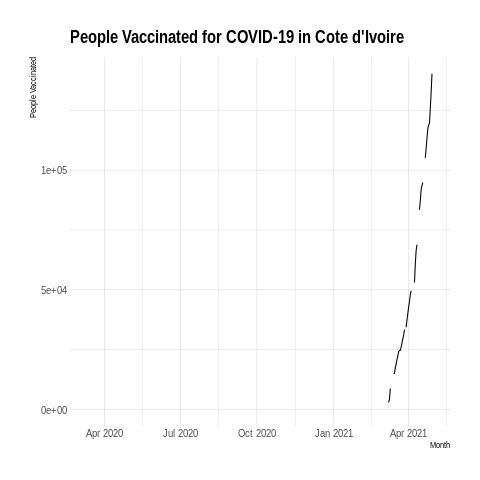 People Vaccinated for COVID-19 in Cote d'Ivoire
People Vaccinated
1e+05
5e+04
0e+00
Apr 2020 Jul 2020 Oct 2020 Jan 2021 Apr 2021
Month